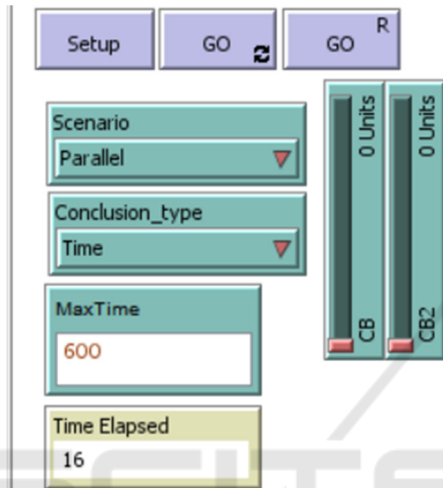 Setup
GO
GO
R
Scenario
Parallel
Conclusion_type
Time
MaxTime
600
Time Elapsed
16
0 Units
CB
0 Units
CB2